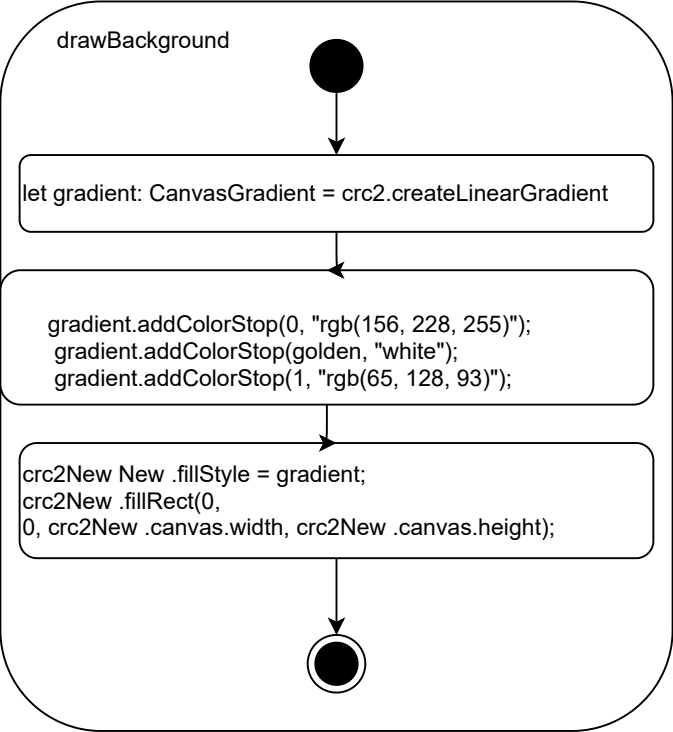 drawBackground
let gradient: CanvasGradient = crc2.createLinearGradient
gradient.addColorStop(0, "rgb(156, 228, 255)");
gradient.addColorStop(golden, "white");
gradient.addColorStop(1, "rgb(65, 128, 93)");
crc2New New .fillStyle = gradient;
crc2New .fillRect(0,
0, crc2New .canvas.width, crc2New .canvas.height);